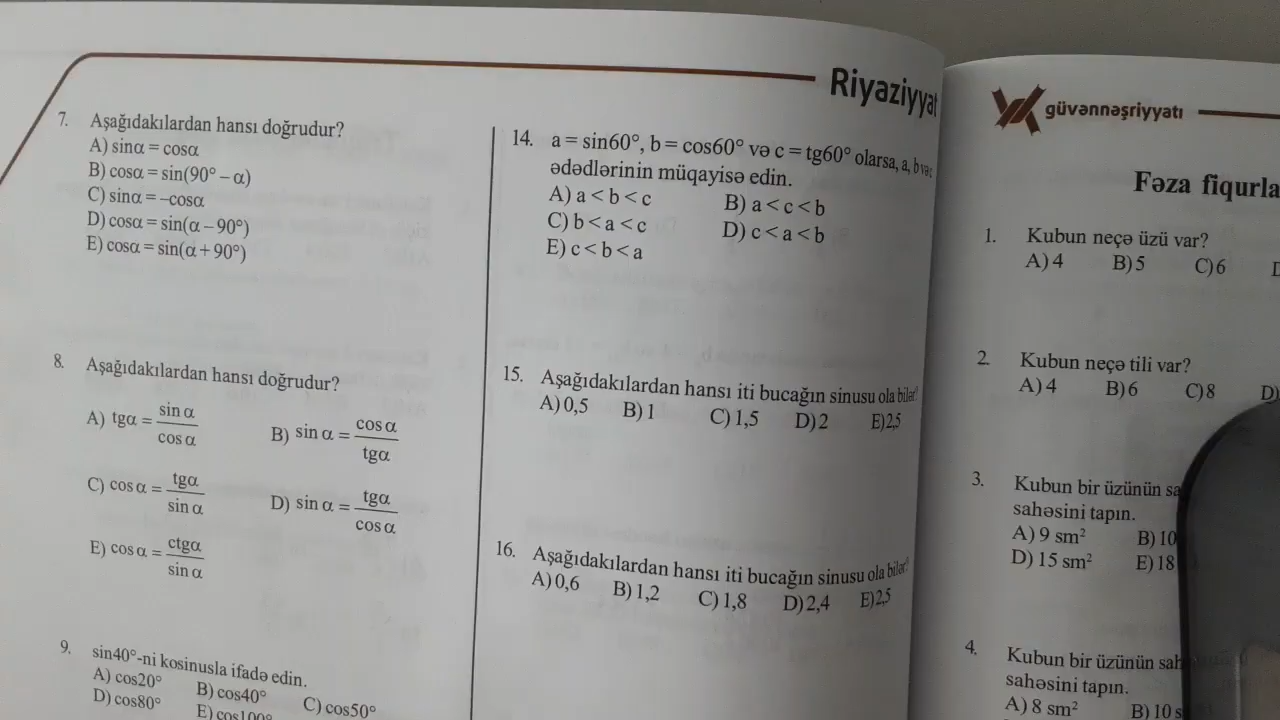 Riyaziyyat
7. Aşağıdakılardan hansı doğrudur?
A) sinα = cosα
B) cosα = sin(90° – α)
C) sinα = –cosα
D) cosα = sin(α – 90°)
E) cosα = sin(α + 90°)
8. Aşağıdakılardan hansı doğrudur?
A) tgα = sin α / cos α
B) sin α = cos α / tgα
C) cos α = tgα / sin α
D) sin α = tgα / cos α
E) cos α = ctgα / sin α
9. sin40°-ni kosinusla ifadə edin.
A) cos20° B) cos40° C) cos50°
D) cos80° E) cos100°
14. a = sin60°, b = cos60° və c = tg60° olarsa, a, b və c
ədədlərinin müqayisə edin.
A) a < b < c B) a < c < b
C) b < a < c D) c < a < b
E) c < b < a
15. Aşağıdakılardan hansı iti bucağın sinusu ola bilər?
A) 0,5 B) 1 C) 1,5 D) 2 E) 2,5
16. Aşağıdakılardan hansı iti bucağın sinusu ola bilər?
A) 0,6 B) 1,2 C) 1,8 D) 2,4 E) 2,5
güvənnəşriyyatı
Fəza fiqurla
1. Kubun neçə üzü var?
A) 4 B) 5 C) 6
2. Kubun neçə tili var?
A) 4 B) 6 C) 8 D)
3. Kubun bir üzünün sa
sahəsini tapın.
A) 9 sm² B) 10
D) 15 sm² E) 18
4. Kubun bir üzünün sah
sahəsini tapın.
A) 8 sm² B) 10 s